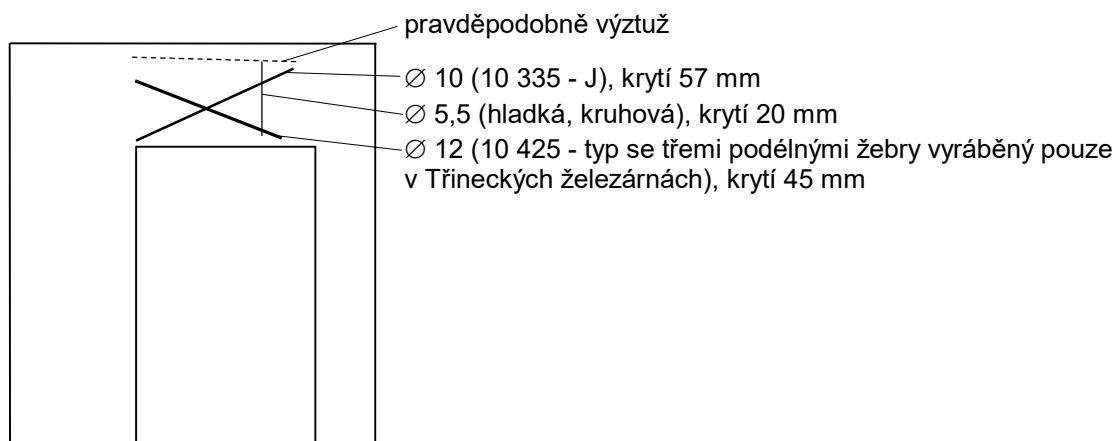 pravděpodobně výztuž
∅ 10 (10 335 - J), krytí 57 mm
∅ 5,5 (hladká, kruhová), krytí 20 mm
∅ 12 (10 425 - typ se třemi podélnými žebry vyráběný pouze
v Třineckých železárnách), krytí 45 mm